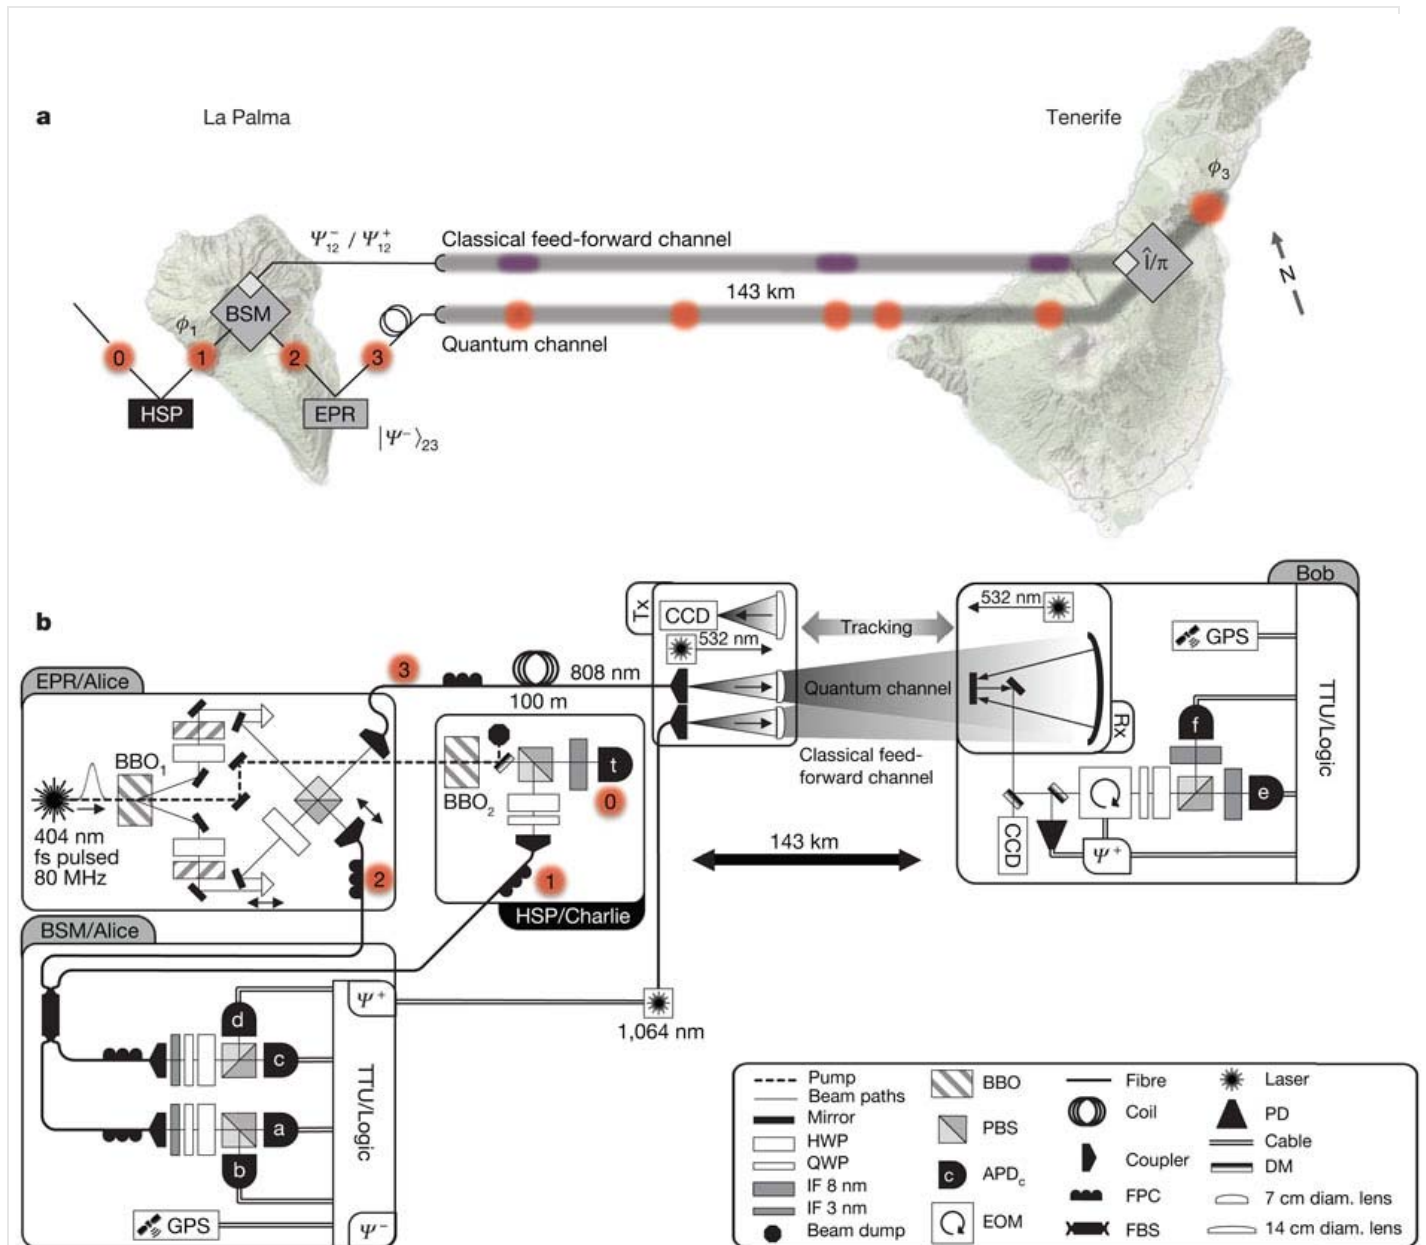 a
La Palma
Tenerife
ϕ3
Ψ12− / Ψ12+
Classical feed-forward channel
Î/π
N
143 km
BSM
ϕ1
Quantum channel
0
1
2
3
HSP
EPR
|Ψ−⟩23
b
Bob
Tx
CCD
532 nm
Tracking
532 nm
GPS
EPR/Alice
3
808 nm
100 m
Quantum channel
Rx
TTU/Logic
f
BBO1
BBO2
t
0
Classical feed-
forward channel
e
CCD
Ψ+
404 nm
fs pulsed
80 MHz
2
1
143 km
HSP/Charlie
BSM/Alice
Ψ+
d
1,064 nm
c
TTU/Logic
a
b
GPS
Ψ−
Pump
Beam paths
Mirror
HWP
QWP
IF 8 nm
IF 3 nm
Beam dump
BBO
PBS
c
APDc
EOM
Fibre
Coil
Coupler
FPC
FBS
Laser
PD
Cable
DM
7 cm diam. lens
14 cm diam. lens